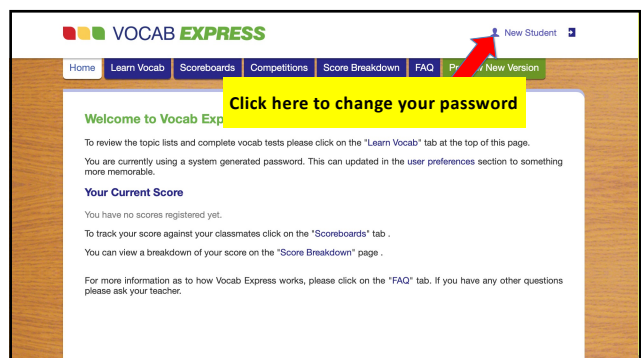 VOCAB EXPRESS
New Student
Home Learn Vocab Scoreboards Competitions Score Breakdown FAQ New Version
Click here to change your password
Welcome to Vocab
To review the topic lists and complete vocab tests please click on the "Learn Vocab" tab at the top of this page.
You are currently using a system generated password. This can updated in the user preferences section to something
more memorable.
Your Current Score
You have no scores registered yet.
To track your score against your classmates click on the "Scoreboards" tab .
You can view a breakdown of your score on the "Score Breakdown" page .
For more information as to how Vocab Express works, please click on the "FAQ" tab. If you have any other questions
please ask your teacher.